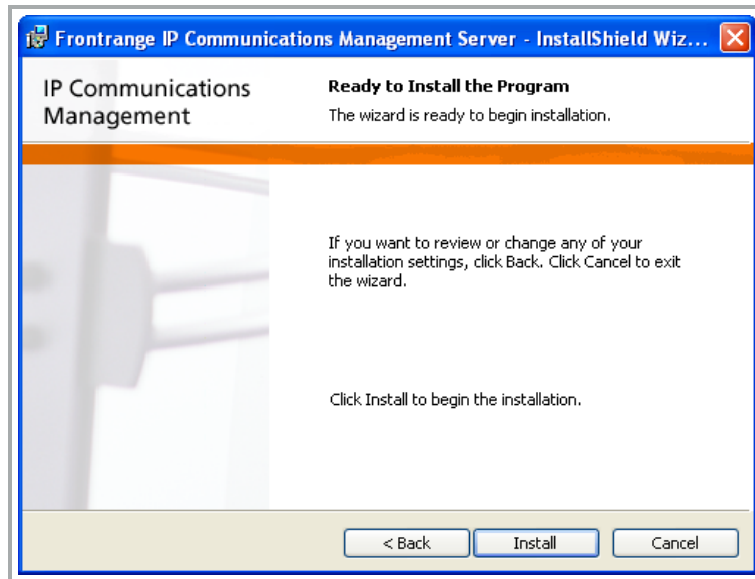 Frontrange IP Communications Management Server - InstallShield Wiz...
IP Communications
Management
Ready to Install the Program
The wizard is ready to begin installation.
If you want to review or change any of your
installation settings, click Back. Click Cancel to exit
the wizard.
Click Install to begin the installation.
< Back
Install
Cancel